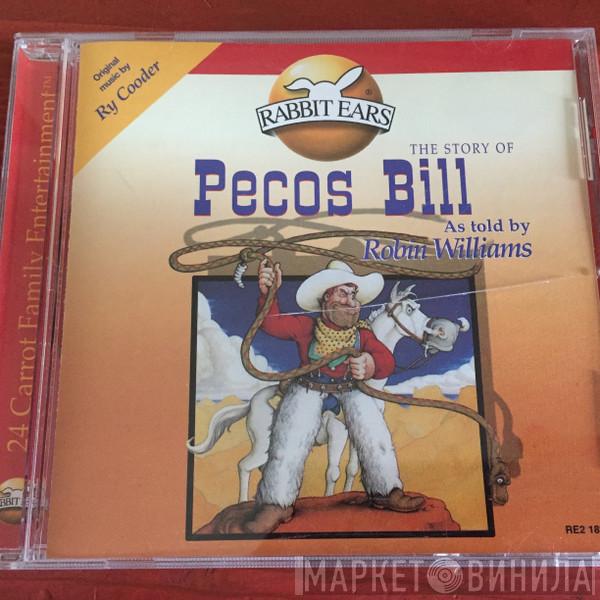 Original
music by
Ry Cooder
RABBIT EARS
®
THE STORY OF
Pecos Bill
As told by
Robin Williams
24 Carrot Family Entertainment™
RE2 18
МАРКЕТ ВИНИЛА